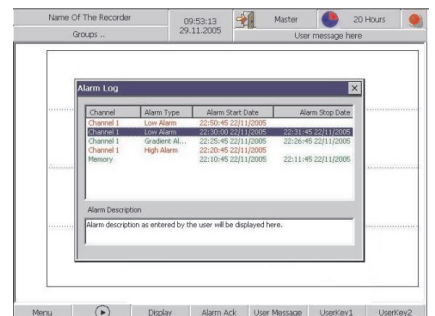 Name Of The Recorder
09:53:13
Master
20 Hours
Groups ..
29.11.2005
User message here
Alarm Log
Channel Alarm Type Alarm Start Date Alarm Stop Date
Channel 1 Low Alarm 22:50:45 22/11/2005
Channel 1 Low Alarm 22:30:00 22/11/2005 22:31:45 22/11/2005
Channel 1 Gradient Al... 22:25:45 22/11/2005 22:26:45 22/11/2005
Channel 1 High Alarm 22:20:45 22/11/2005
Memory 22:10:45 22/11/2005 22:11:45 22/11/2005
Alarm Description
Alarm description as entered by the user will be displayed here.
Menu Display Alarm Ack User Message UserKey1 UserKey2